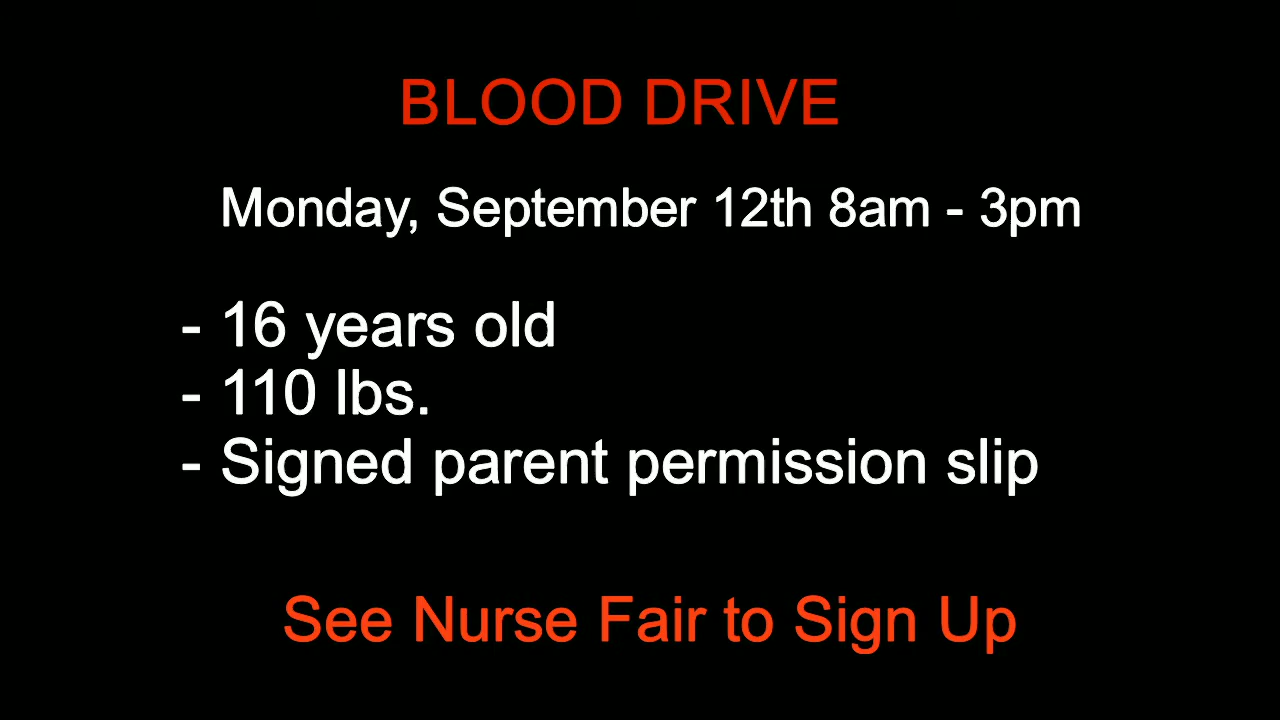 BLOOD DRIVE
Monday, September 12th 8am - 3pm
- 16 years old
- 110 lbs.
- Signed parent permission slip
See Nurse Fair to Sign Up